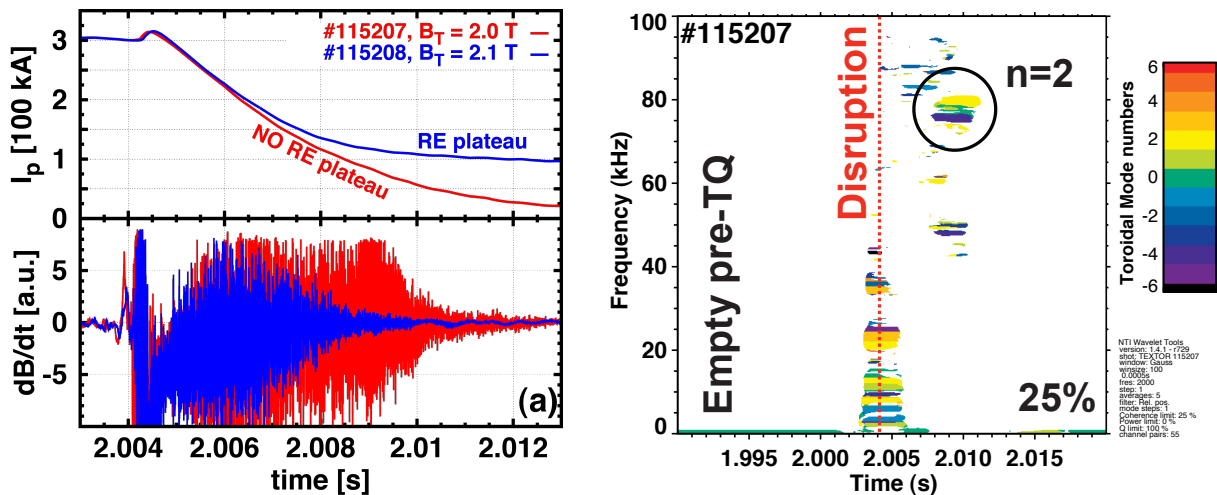 #115207, B_T = 2.0 T
#115208, B_T = 2.1 T
3
2
1
0
I_p [100 kA]
RE plateau
NO RE plateau
5
0
-5
dB/dt [a.u.]
(a)
2.004 2.006 2.008 2.01 2.012
time [s]
#115207
n=2
Disruption
Empty pre-TQ
25%
100
80
60
40
20
0
Frequency (kHz)
1.995 2.000 2.005 2.010 2.015
Time (s)
6
4
2
0
-2
-4
-6
Toroidal Mode numbers
NTI Wavelet Tools
version: 1.4.1 - r729
shot: TEXTOR 115207
window: Gauss
winsize: 100
0.0005s
fres: 2000
step: 1
averages: 5
filter: Rel. pos.
mode steps: 1
Coherence limit: 25 %
Power limit: 0 %
Q limit: 100 %
channel pairs: 55